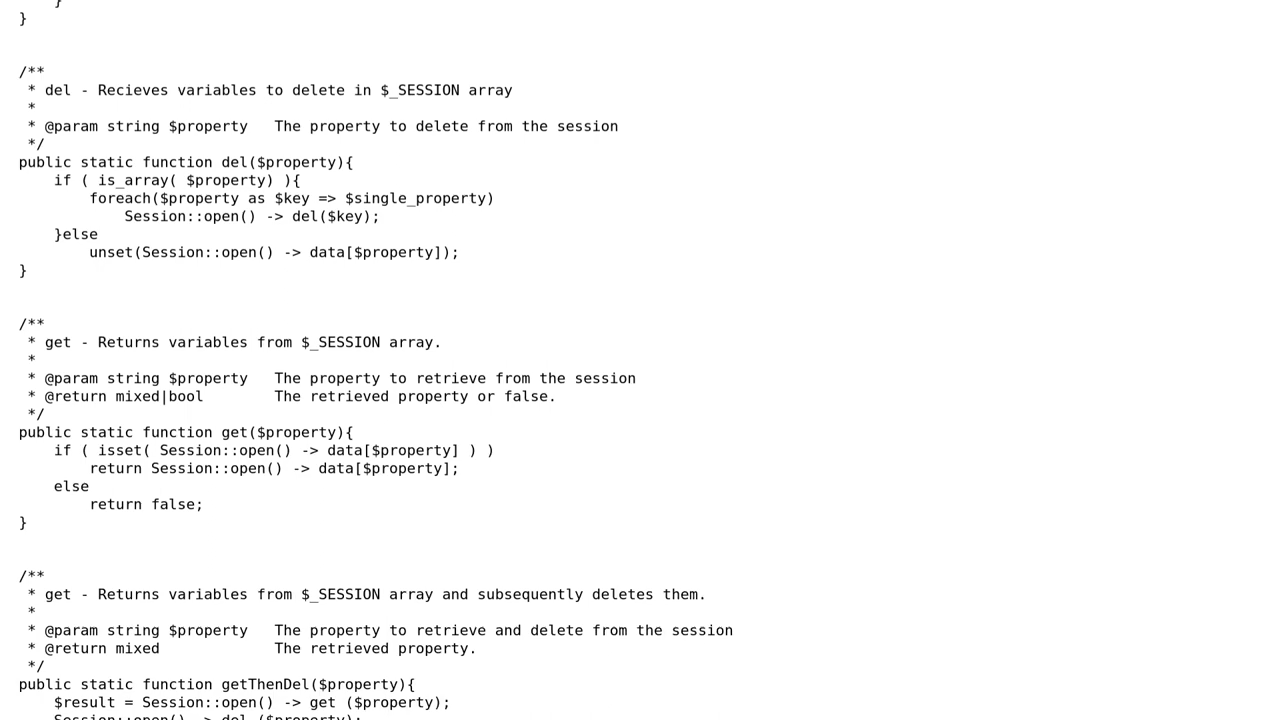 }
}
/**
 * del - Recieves variables to delete in $_SESSION array
 *
 * @param string $property   The property to delete from the session
 */
public static function del($property){
    if ( is_array( $property) ){
        foreach($property as $key => $single_property)
            Session::open() -> del($key);
    }else
        unset(Session::open() -> data[$property]);
}
/**
 * get - Returns variables from $_SESSION array.
 *
 * @param string $property   The property to retrieve from the session
 * @return mixed|bool        The retrieved property or false.
 */
public static function get($property){
    if ( isset( Session::open() -> data[$property] ) )
        return Session::open() -> data[$property];
    else
        return false;
}
/**
 * get - Returns variables from $_SESSION array and subsequently deletes them.
 *
 * @param string $property   The property to retrieve and delete from the session
 * @return mixed             The retrieved property.
 */
public static function getThenDel($property){
    $result = Session::open() -> get ($property);
    Session::open() -> del ($property);